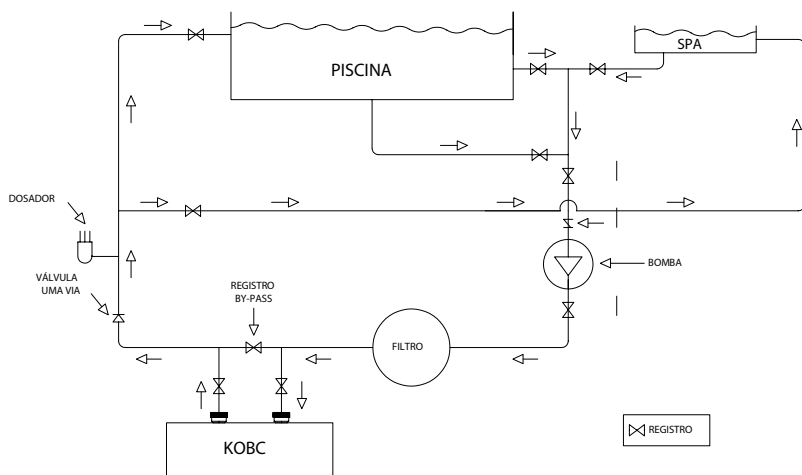 SPA
PISCINA
DOSADOR
BOMBA
VÁLVULA
UMA VIA
REGISTRO
BY-PASS
FILTRO
REGISTRO
KOBC